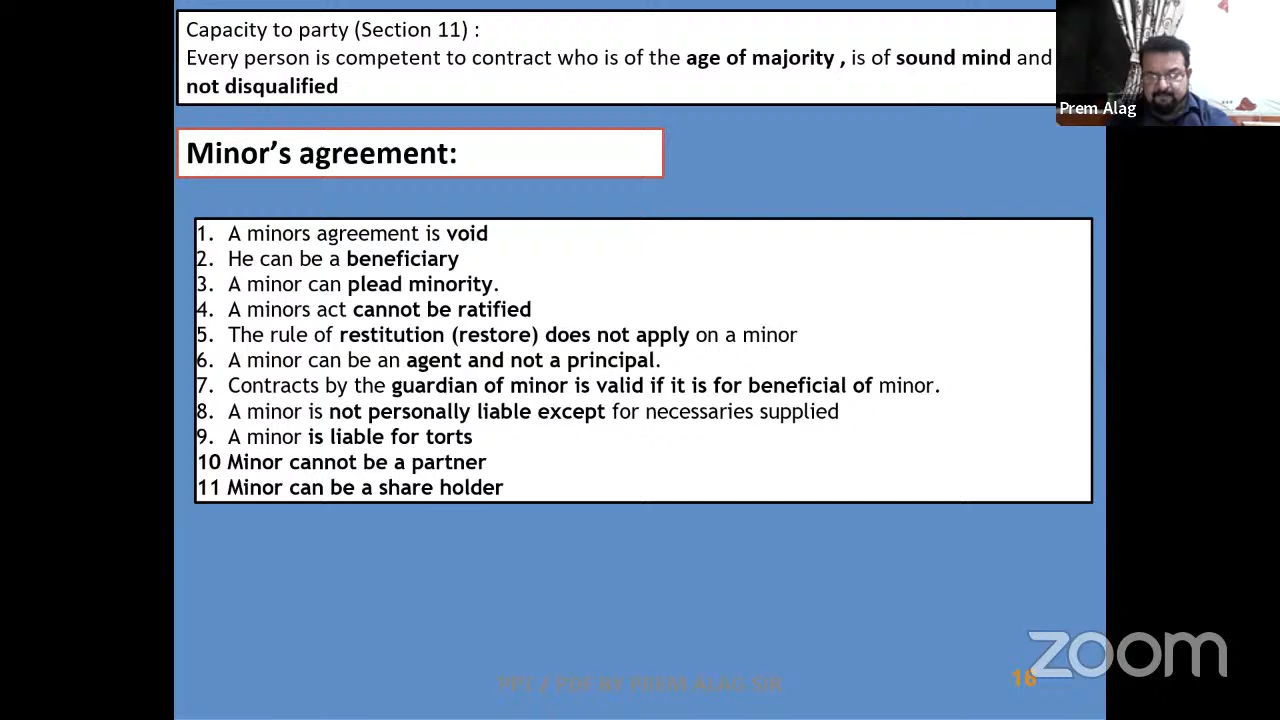 Capacity to party (Section 11) :
Every person is competent to contract who is of the age of majority , is of sound mind and
not disqualified
Prem Alag
Minor’s agreement:
1. A minors agreement is void
2. He can be a beneficiary
3. A minor can plead minority.
4. A minors act cannot be ratified
5. The rule of restitution (restore) does not apply on a minor
6. A minor can be an agent and not a principal.
7. Contracts by the guardian of minor is valid if it is for beneficial of minor.
8. A minor is not personally liable except for necessaries supplied
9. A minor is liable for torts
10 Minor cannot be a partner
11 Minor can be a share holder
zoom
PPT / PDF BY PREM ALAG SIR
16